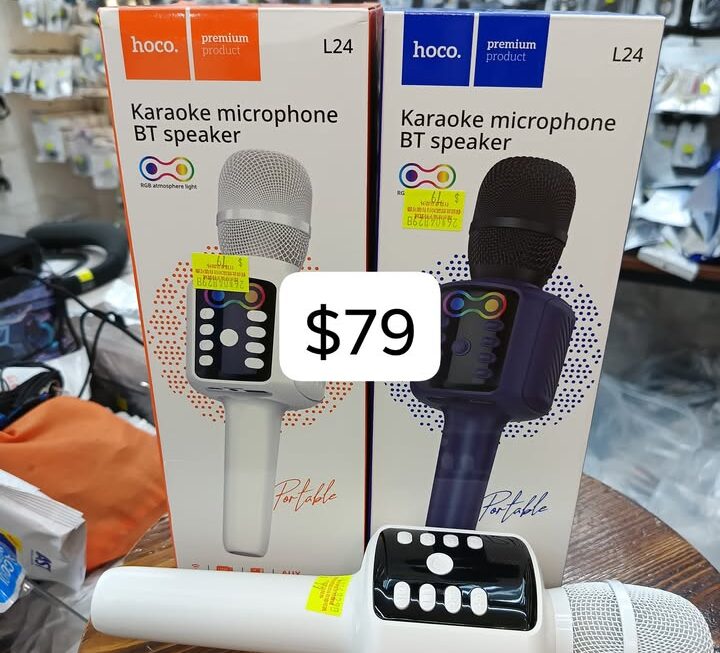 hoco.
premium
product
L24
Karaoke microphone
BT speaker
RGB atmosphere light
Portable
AUX
hoco.
premium
product
L24
Karaoke microphone
BT speaker
Portable
$79